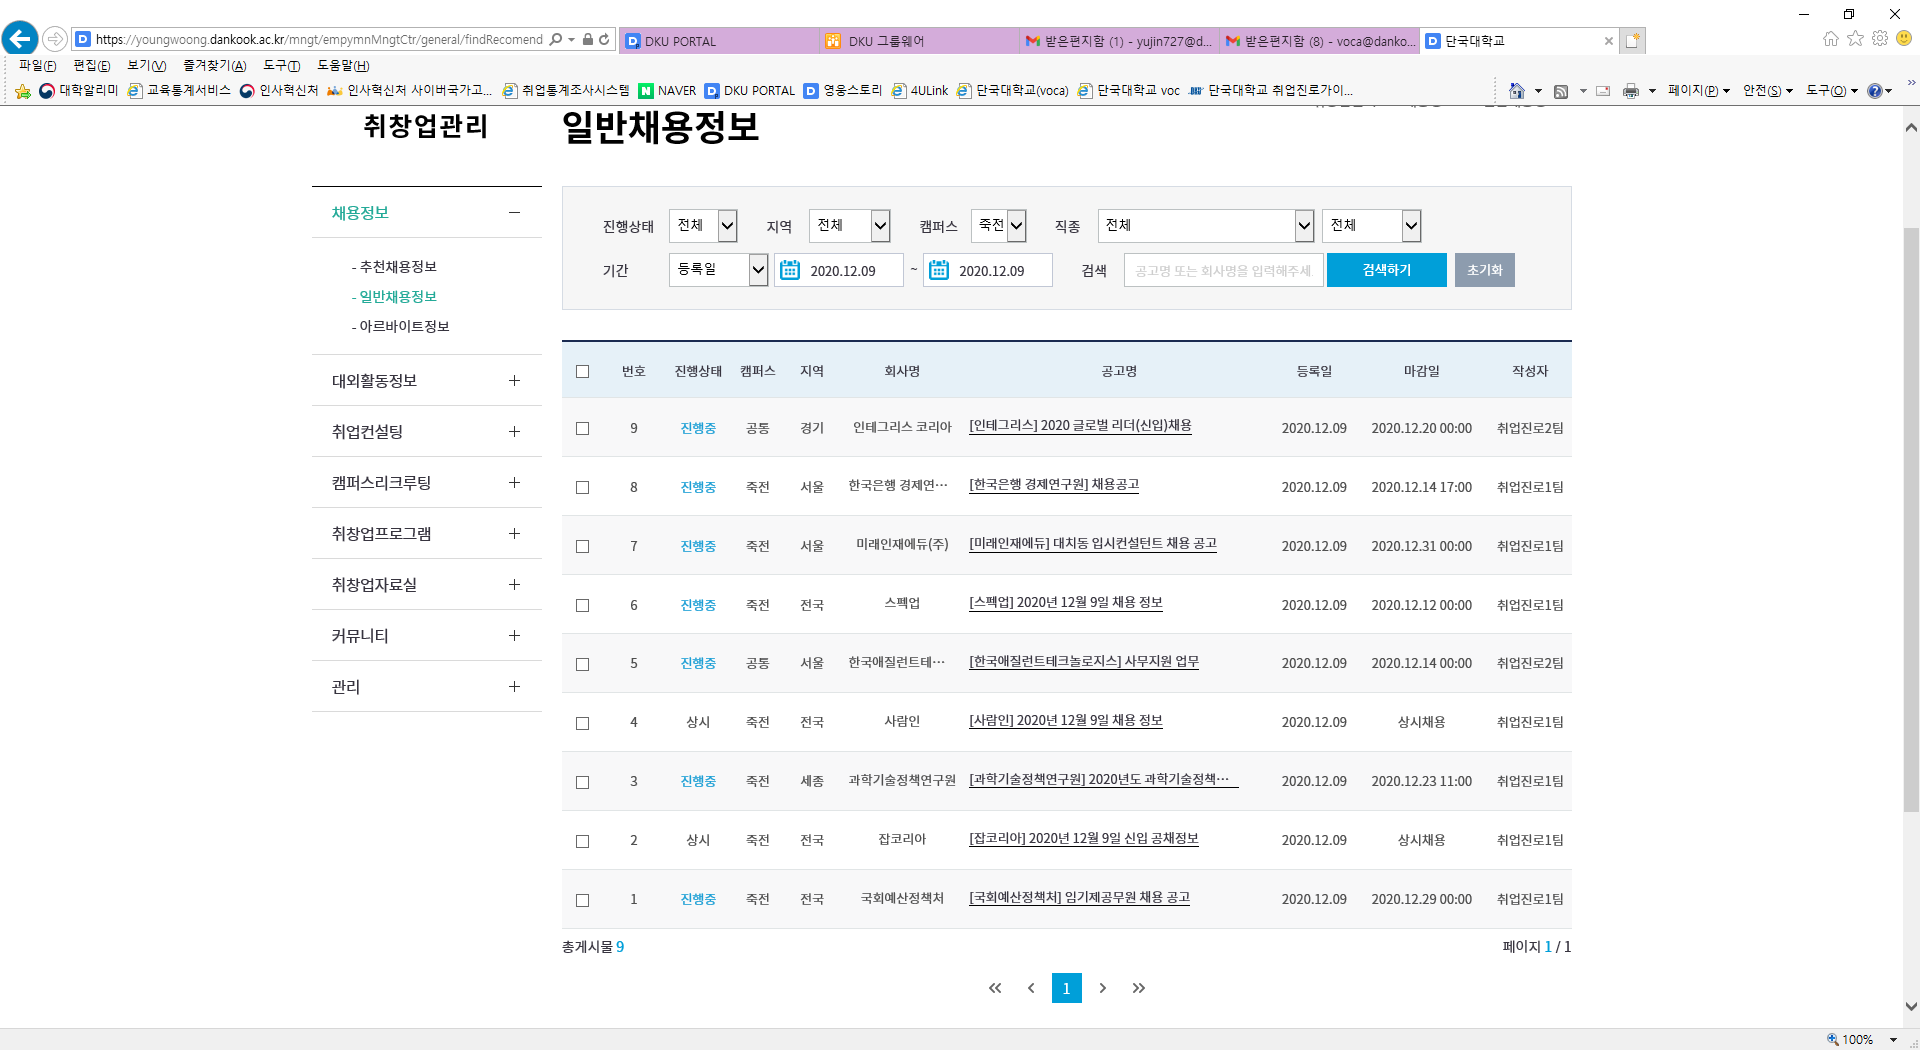 https://youngwoong.dankook.ac.kr/mngt/empymnMngtCtr/general/findRecomend
DKU PORTAL
DKU 그룹웨어
받은편지함 (1) - yujin727@d...
받은편지함 (8) - voca@danko...
단국대학교
파일(F) 편집(E) 보기(V) 즐겨찾기(A) 도구(T) 도움말(H)
대학알리미 교육통계서비스 인사혁신처 인사혁신처 사이버국가고... 취업통계조사시스템 NAVER DKU PORTAL 영웅스토리 4ULink 단국대학교(voca) 단국대학교 voc 단국대학교 취업진로가이... 페이지(P) 안전(S) 도구(O)
취창업관리
일반채용정보
채용정보
- 추천채용정보
- 일반채용정보
- 아르바이트정보
대외활동정보
취업컨설팅
캠퍼스리크루팅
취창업프로그램
취창업자료실
커뮤니티
관리
진행상태 전체 지역 전체 캠퍼스 죽전 직종 전체 전체
기간 등록일 2020.12.09 ~ 2020.12.09 검색 공고명 또는 회사명을 입력해주세. 검색하기 초기화
번호 진행상태 캠퍼스 지역 회사명 공고명 등록일 마감일 작성자
9 진행중 공통 경기 인테그리스 코리아 [인테그리스] 2020 글로벌 리더(신입)채용 2020.12.09 2020.12.20 00:00 취업진로2팀
8 진행중 죽전 서울 한국은행 경제연… [한국은행 경제연구원] 채용공고 2020.12.09 2020.12.14 17:00 취업진로1팀
7 진행중 죽전 서울 미래인재에듀(주) [미래인재에듀] 대치동 입시컨설턴트 채용 공고 2020.12.09 2020.12.31 00:00 취업진로1팀
6 진행중 죽전 전국 스펙업 [스펙업] 2020년 12월 9일 채용 정보 2020.12.09 2020.12.12 00:00 취업진로1팀
5 진행중 공통 서울 한국애질런트테… [한국애질런트테크놀로지스] 사무지원 업무 2020.12.09 2020.12.14 00:00 취업진로2팀
4 상시 죽전 전국 사람인 [사람인] 2020년 12월 9일 채용 정보 2020.12.09 상시채용 취업진로1팀
3 진행중 죽전 세종 과학기술정책연구원 [과학기술정책연구원] 2020년도 과학기술정책… 2020.12.09 2020.12.23 11:00 취업진로1팀
2 상시 죽전 전국 잡코리아 [잡코리아] 2020년 12월 9일 신입 공채정보 2020.12.09 상시채용 취업진로1팀
1 진행중 죽전 전국 국회예산정책처 [국회예산정책처] 임기제공무원 채용 공고 2020.12.09 2020.12.29 00:00 취업진로1팀
총게시물 9
페이지 1 / 1
1
100%